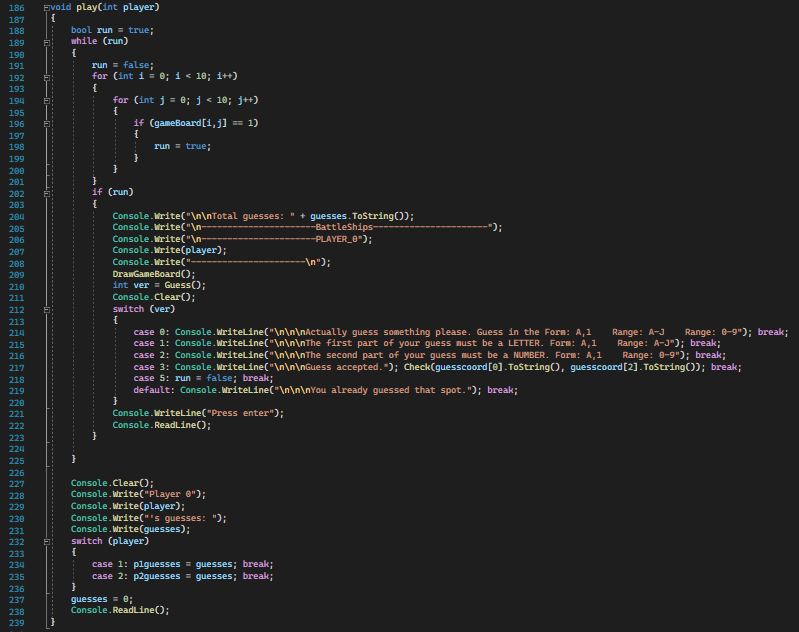 186 void play(int player)
187 {
188 bool run = true;
189 while (run)
190 {
191 run = false;
192 for (int i = 0; i < 10; i++)
193 {
194 for (int j = 0; j < 10; j++)
195 {
196 if (gameBoard[i,j] == 1)
197 {
198 run = true;
199 }
200 }
201 }
202 if (run)
203 {
204 Console.Write("\n\nTotal guesses: " + guesses.ToString());
205 Console.Write("\n----------------------BattleShips----------------------");
206 Console.Write("\n----------------------PLAYER_0");
207 Console.Write(player);
208 Console.Write("----------------------\n");
209 DrawGameBoard();
210 int ver = Guess();
211 Console.Clear();
212 switch (ver)
213 {
214 case 0: Console.WriteLine("\n\n\nActually guess something please. Guess in the Form: A,1    Range: A-J    Range: 0-9"); break;
215 case 1: Console.WriteLine("\n\n\nThe first part of your guess must be a LETTER. Form: A,1    Range: A-J"); break;
216 case 2: Console.WriteLine("\n\n\nThe second part of your guess must be a NUMBER. Form: A,1    Range: 0-9"); break;
217 case 3: Console.WriteLine("\n\n\nGuess accepted."); Check(guesscoord[0].ToString(), guesscoord[2].ToString()); break;
218 case 5: run = false; break;
219 default: Console.WriteLine("\n\n\nYou already guessed that spot."); break;
220 }
221 Console.WriteLine("Press enter");
222 Console.ReadLine();
223 }
224
225 }
226
227 Console.Clear();
228 Console.Write("Player 0");
229 Console.Write(player);
230 Console.Write("'s guesses: ");
231 Console.Write(guesses);
232 switch (player)
233 {
234 case 1: p1guesses = guesses; break;
235 case 2: p2guesses = guesses; break;
236 }
237 guesses = 0;
238 Console.ReadLine();
239 }